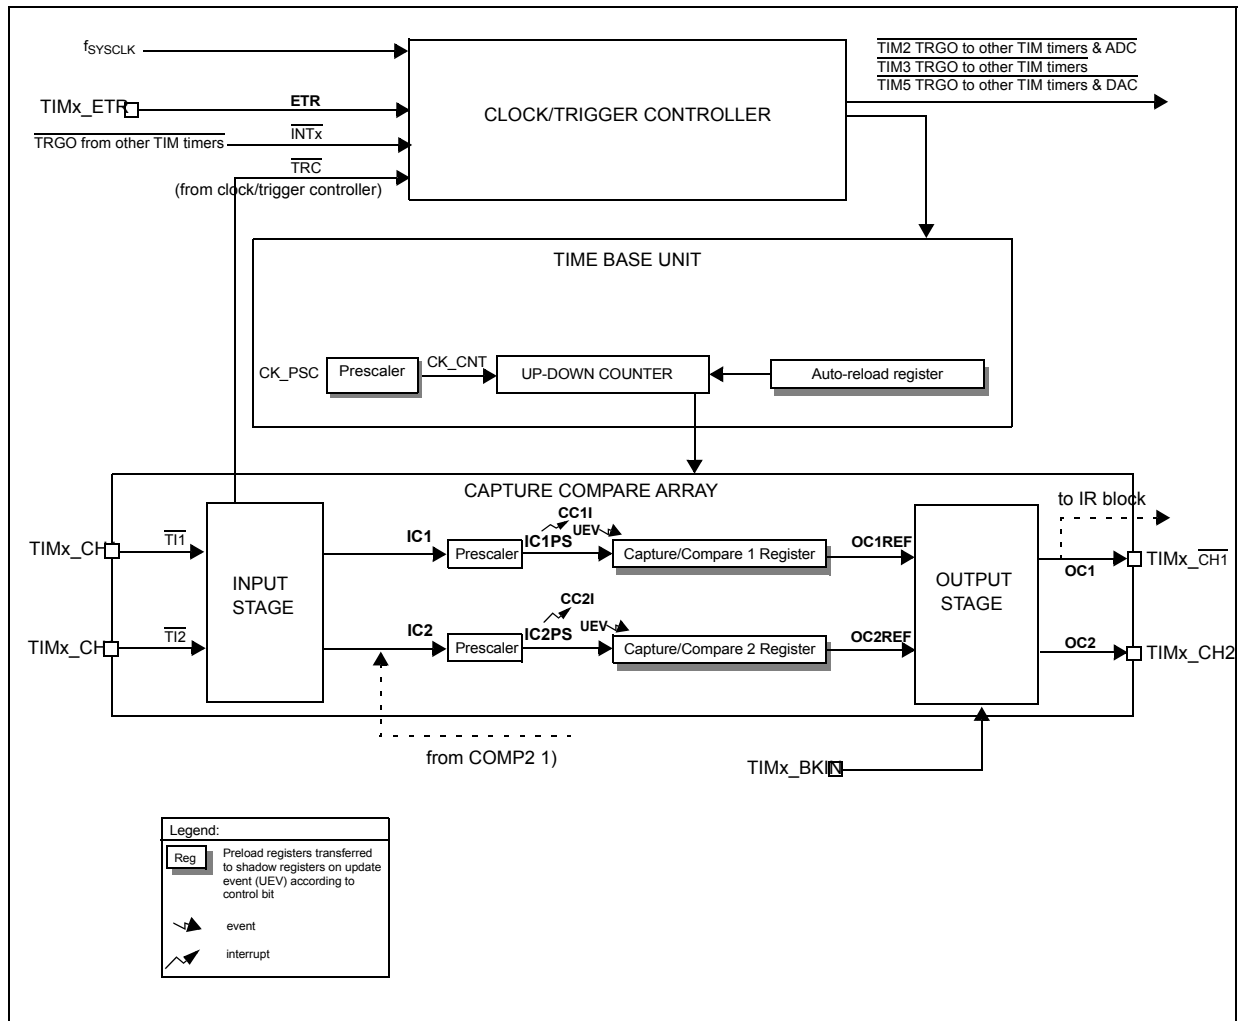 fSYSCLK
TIM2 TRGO to other TIM timers & ADC
TIM3 TRGO to other TIM timers
TIM5 TRGO to other TIM timers & DAC
TIMx_ETR
ETR
CLOCK/TRIGGER CONTROLLER
TRGO from other TIM timers
INTx
TRC
(from clock/trigger controller)
TIME BASE UNIT
CK_PSC
Prescaler
CK_CNT
UP-DOWN COUNTER
Auto-reload register
CAPTURE COMPARE ARRAY
to IR block
CC1I
UEV
TIMx_CH
TI1
IC1
Prescaler
IC1PS
Capture/Compare 1 Register
OC1REF
OC1
TIMx_CH1
INPUT
STAGE
OUTPUT
STAGE
CC2I
UEV
TIMx_CH
TI2
IC2
Prescaler
IC2PS
Capture/Compare 2 Register
OC2REF
OC2
TIMx_CH2
from COMP2 1)
TIMx_BKIN
Legend:
Reg
Preload registers transferred
to shadow registers on update
event (UEV) according to
control bit
event
interrupt